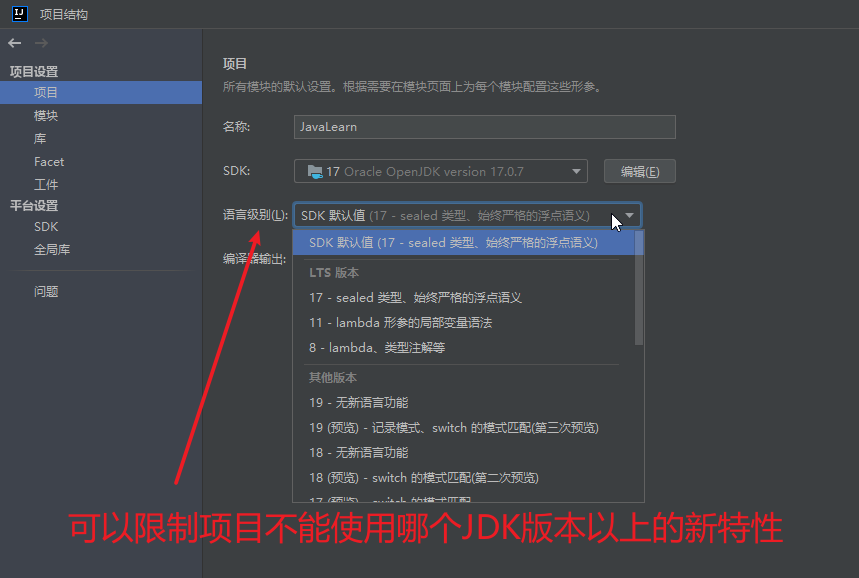 IJ
项目结构
项目设置
项目
模块
库
Facet
工件
平台设置
SDK
全局库
问题
项目
所有模块的默认设置。根据需要在模块页面上为每个模块配置这些形参。
名称: JavaLearn
SDK: 17 Oracle OpenJDK version 17.0.7 编辑(E)
语言级别(L): SDK 默认值 (17 - sealed 类型、始终严格的浮点语义)
编译器输出:
SDK 默认值 (17 - sealed 类型、始终严格的浮点语义)
LTS 版本
17 - sealed 类型、始终严格的浮点语义
11 - lambda 形参的局部变量语法
8 - lambda、类型注解等
其他版本
19 - 无新语言功能
19 (预览) - 记录模式、switch 的模式匹配(第三次预览)
18 - 无新语言功能
18 (预览) - switch 的模式匹配(第二次预览)
17 (预览) - switch 的模式匹配
可以限制项目不能使用哪个JDK版本以上的新特性